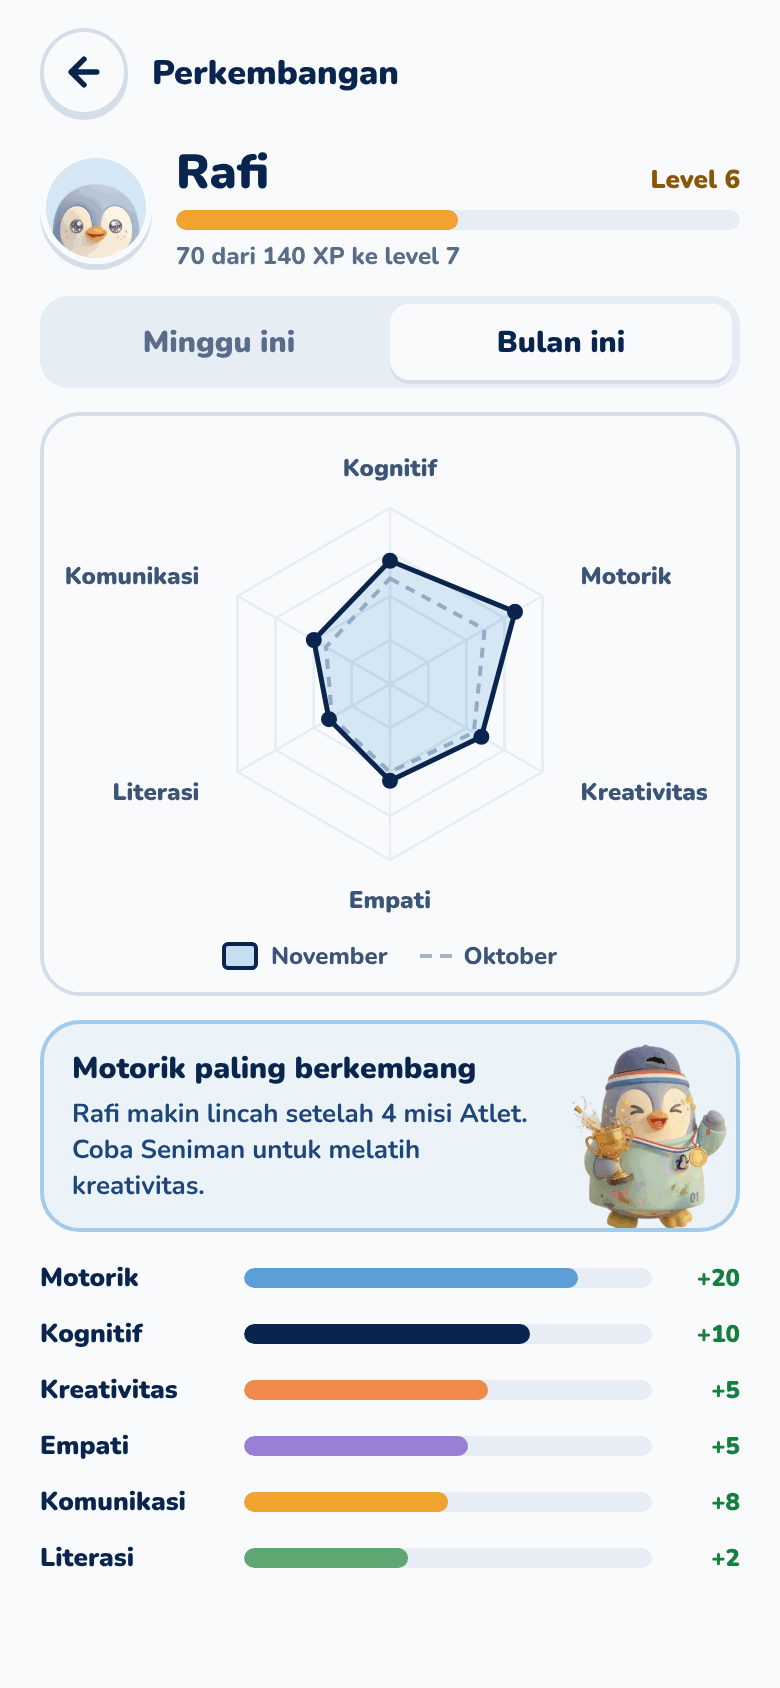 Perkembangan
Rafi
Level 6
70 dari 140 XP ke level 7
Minggu ini
Bulan ini
Kognitif
Komunikasi
Motorik
Literasi
Kreativitas
Empati
November
Oktober
Motorik paling berkembang
Rafi makin lincah setelah 4 misi Atlet.
Coba Seniman untuk melatih
kreativitas.
01
Motorik +20
Kognitif +10
Kreativitas +5
Empati +5
Komunikasi +8
Literasi +2